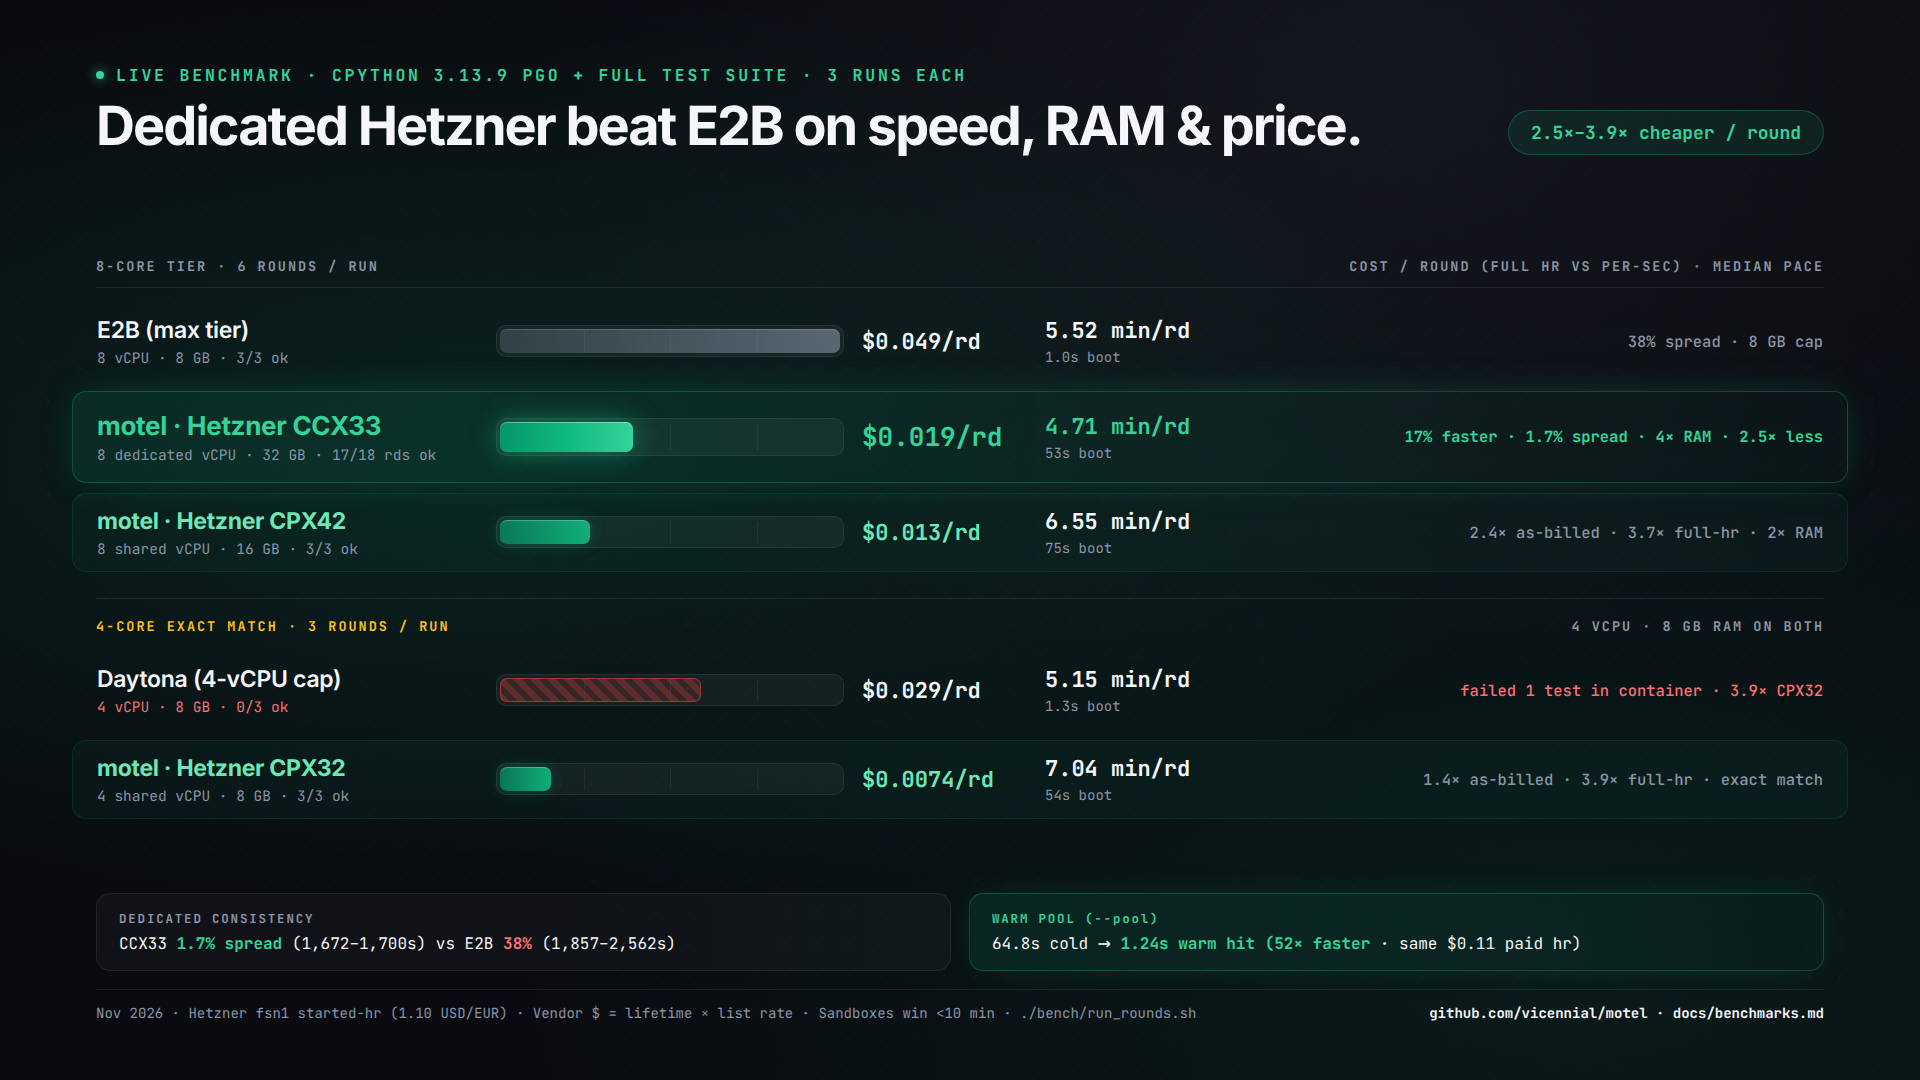 LIVE BENCHMARK · CPYTHON 3.13.9 PGO + FULL TEST SUITE · 3 RUNS EACH
Dedicated Hetzner beat E2B on speed, RAM & price.
2.5×–3.9× cheaper / round
8-CORE TIER · 6 ROUNDS / RUN
COST / ROUND (FULL HR VS PER-SEC) · MEDIAN PACE
E2B (max tier)
8 vCPU · 8 GB · 3/3 ok
$0.049/rd
5.52 min/rd
1.0s boot
38% spread · 8 GB cap
motel · Hetzner CCX33
8 dedicated vCPU · 32 GB · 17/18 rds ok
$0.019/rd
4.71 min/rd
53s boot
17% faster · 1.7% spread · 4× RAM · 2.5× less
motel · Hetzner CPX42
8 shared vCPU · 16 GB · 3/3 ok
$0.013/rd
6.55 min/rd
75s boot
2.4× as-billed · 3.7× full-hr · 2× RAM
4-CORE EXACT MATCH · 3 ROUNDS / RUN
4 VCPU · 8 GB RAM ON BOTH
Daytona (4-vCPU cap)
4 vCPU · 8 GB · 0/3 ok
$0.029/rd
5.15 min/rd
1.3s boot
failed 1 test in container · 3.9× CPX32
motel · Hetzner CPX32
4 shared vCPU · 8 GB · 3/3 ok
$0.0074/rd
7.04 min/rd
54s boot
1.4× as-billed · 3.9× full-hr · exact match
DEDICATED CONSISTENCY
CCX33 1.7% spread (1,672–1,700s) vs E2B 38% (1,857–2,562s)
WARM POOL (--pool)
64.8s cold → 1.24s warm hit (52× faster · same $0.11 paid hr)
Nov 2026 · Hetzner fsn1 started-hr (1.10 USD/EUR) · Vendor $ = lifetime × list rate · Sandboxes win <10 min · ./bench/run_rounds.sh
github.com/vicennial/motel · docs/benchmarks.md